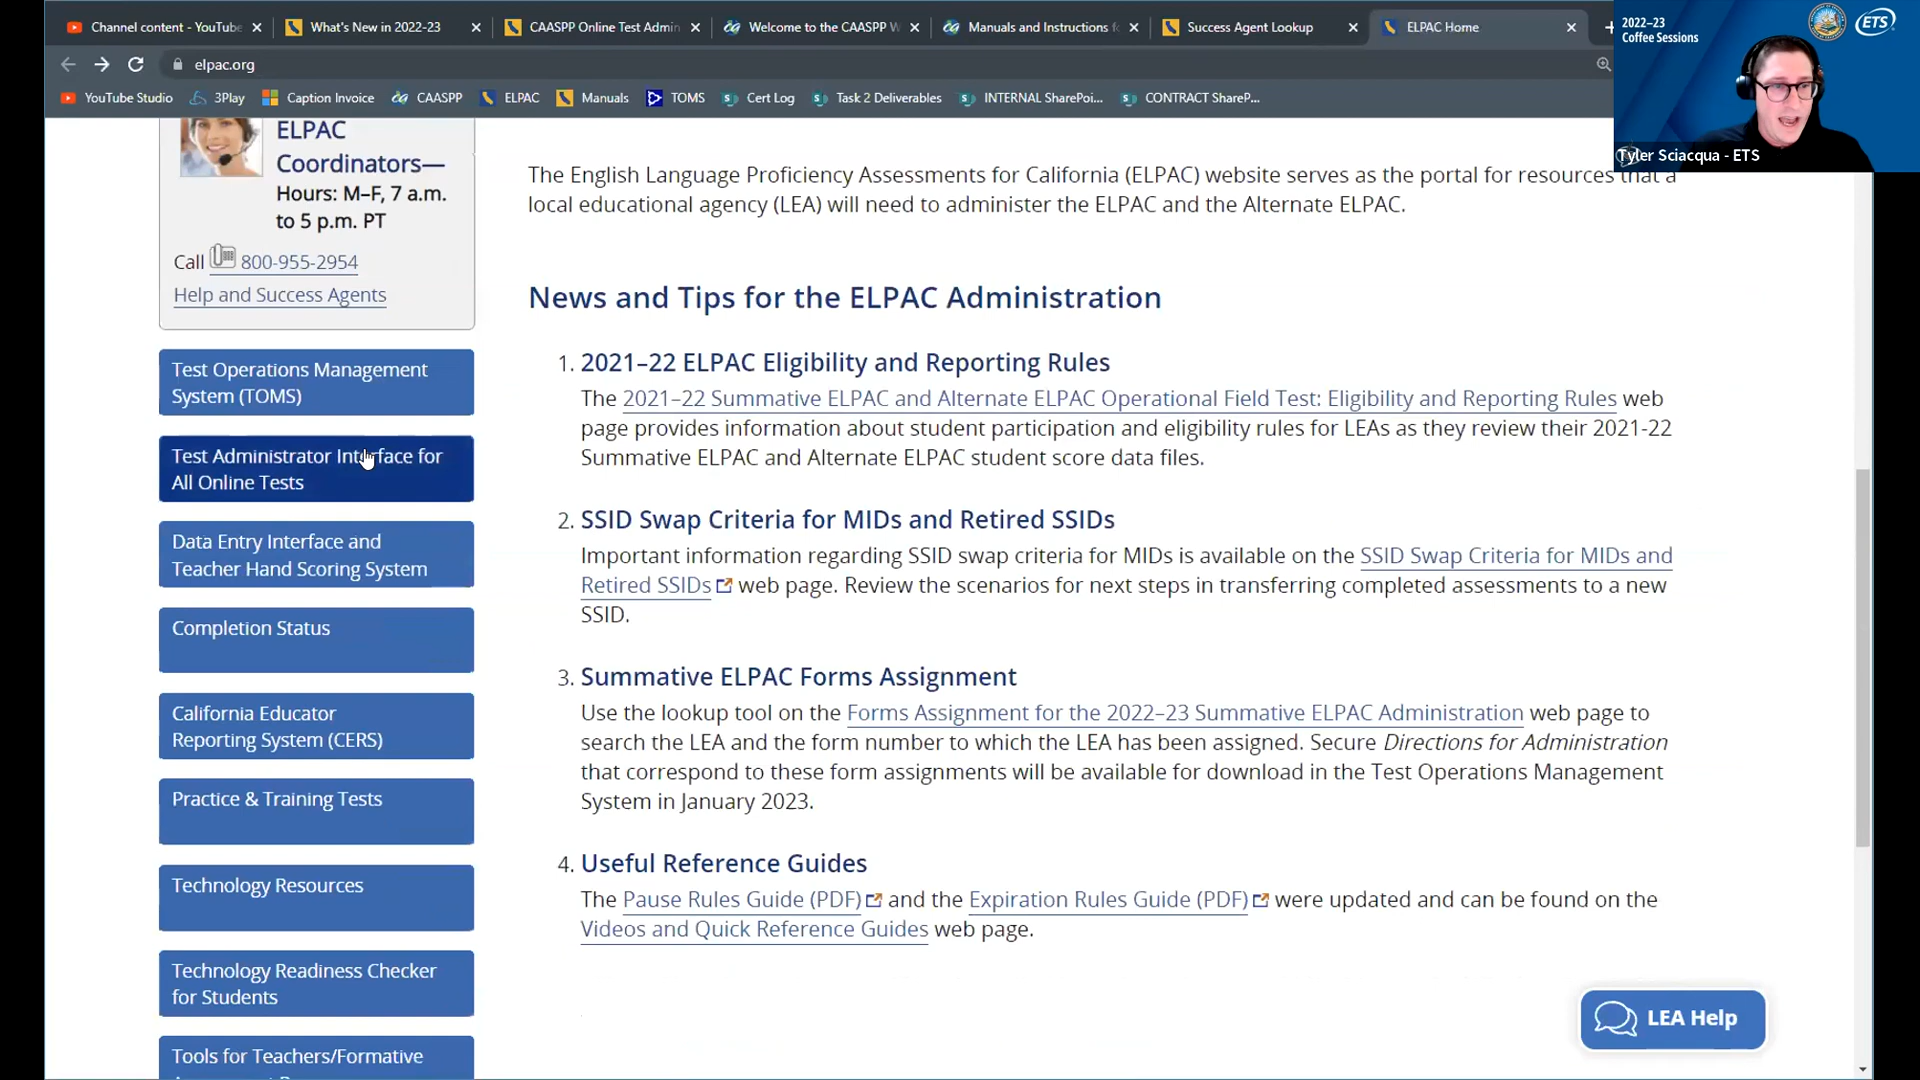 Channel content - YouTube
What's New in 2022-23
CAASPP Online Test Admin
Welcome to the CAASPP W
Manuals and Instructions f
Success Agent Lookup
ELPAC Home
2022–23
Coffee Sessions
ETS
elpac.org
YouTube Studio
3Play
Caption Invoice
CAASPP
ELPAC
Manuals
TOMS
Cert Log
Task 2 Deliverables
INTERNAL SharePoi...
CONTRACT ShareP...
Tyler Sciacqua - ETS
ELPAC
Coordinators—
Hours: M–F, 7 a.m.
to 5 p.m. PT
Call 800-955-2954
Help and Success Agents
Test Operations Management
System (TOMS)
Test Administrator Interface for
All Online Tests
Data Entry Interface and
Teacher Hand Scoring System
Completion Status
California Educator
Reporting System (CERS)
Practice & Training Tests
Technology Resources
Technology Readiness Checker
for Students
Tools for Teachers/Formative
The English Language Proficiency Assessments for California (ELPAC) website serves as the portal for resources that a
local educational agency (LEA) will need to administer the ELPAC and the Alternate ELPAC.
News and Tips for the ELPAC Administration
1. 2021–22 ELPAC Eligibility and Reporting Rules
The 2021–22 Summative ELPAC and Alternate ELPAC Operational Field Test: Eligibility and Reporting Rules web
page provides information about student participation and eligibility rules for LEAs as they review their 2021-22
Summative ELPAC and Alternate ELPAC student score data files.
2. SSID Swap Criteria for MIDs and Retired SSIDs
Important information regarding SSID swap criteria for MIDs is available on the SSID Swap Criteria for MIDs and
Retired SSIDs web page. Review the scenarios for next steps in transferring completed assessments to a new
SSID.
3. Summative ELPAC Forms Assignment
Use the lookup tool on the Forms Assignment for the 2022–23 Summative ELPAC Administration web page to
search the LEA and the form number to which the LEA has been assigned. Secure Directions for Administration
that correspond to these form assignments will be available for download in the Test Operations Management
System in January 2023.
4. Useful Reference Guides
The Pause Rules Guide (PDF) and the Expiration Rules Guide (PDF) were updated and can be found on the
Videos and Quick Reference Guides web page.
LEA Help